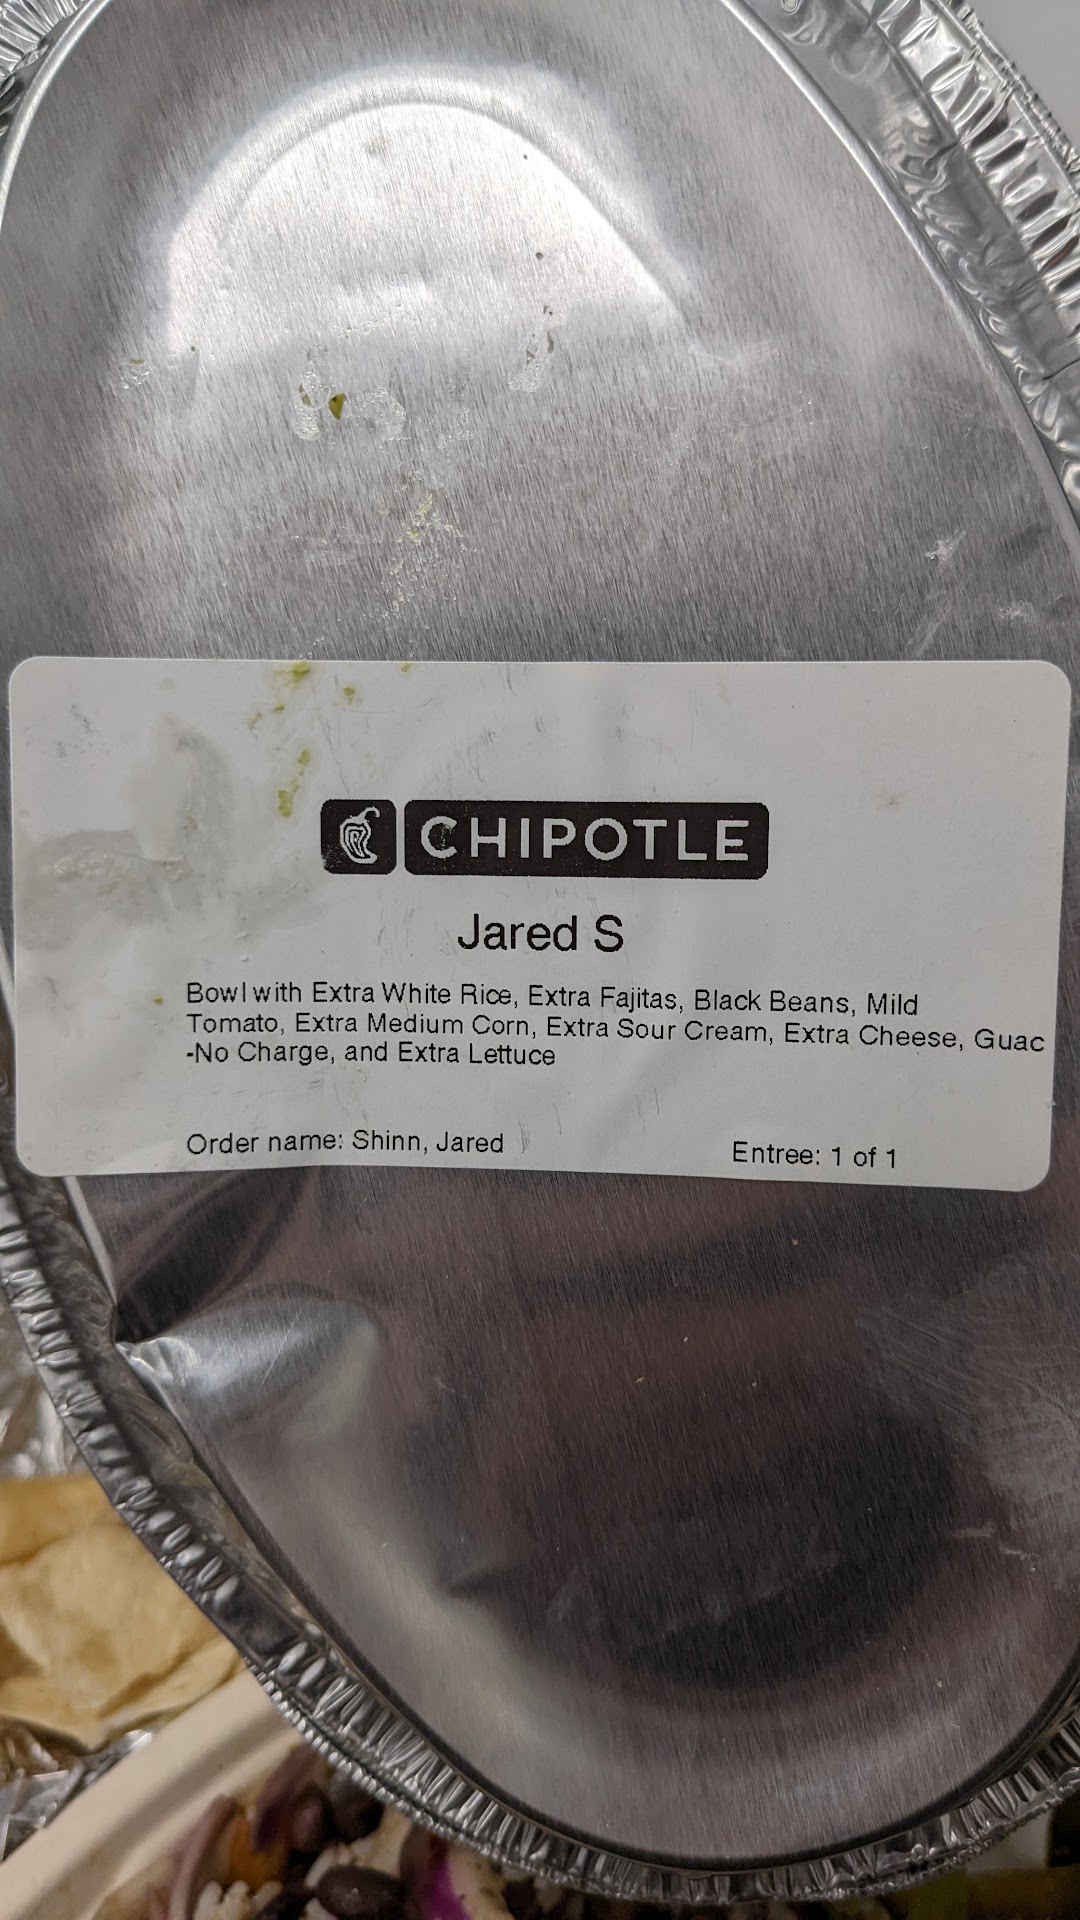 CHIPOTLE
Jared S
Bowl with Extra White Rice, Extra Fajitas, Black Beans, Mild
Tomato, Extra Medium Corn, Extra Sour Cream, Extra Cheese, Guac
-No Charge, and Extra Lettuce
Order name: Shinn, Jared
Entree: 1 of 1